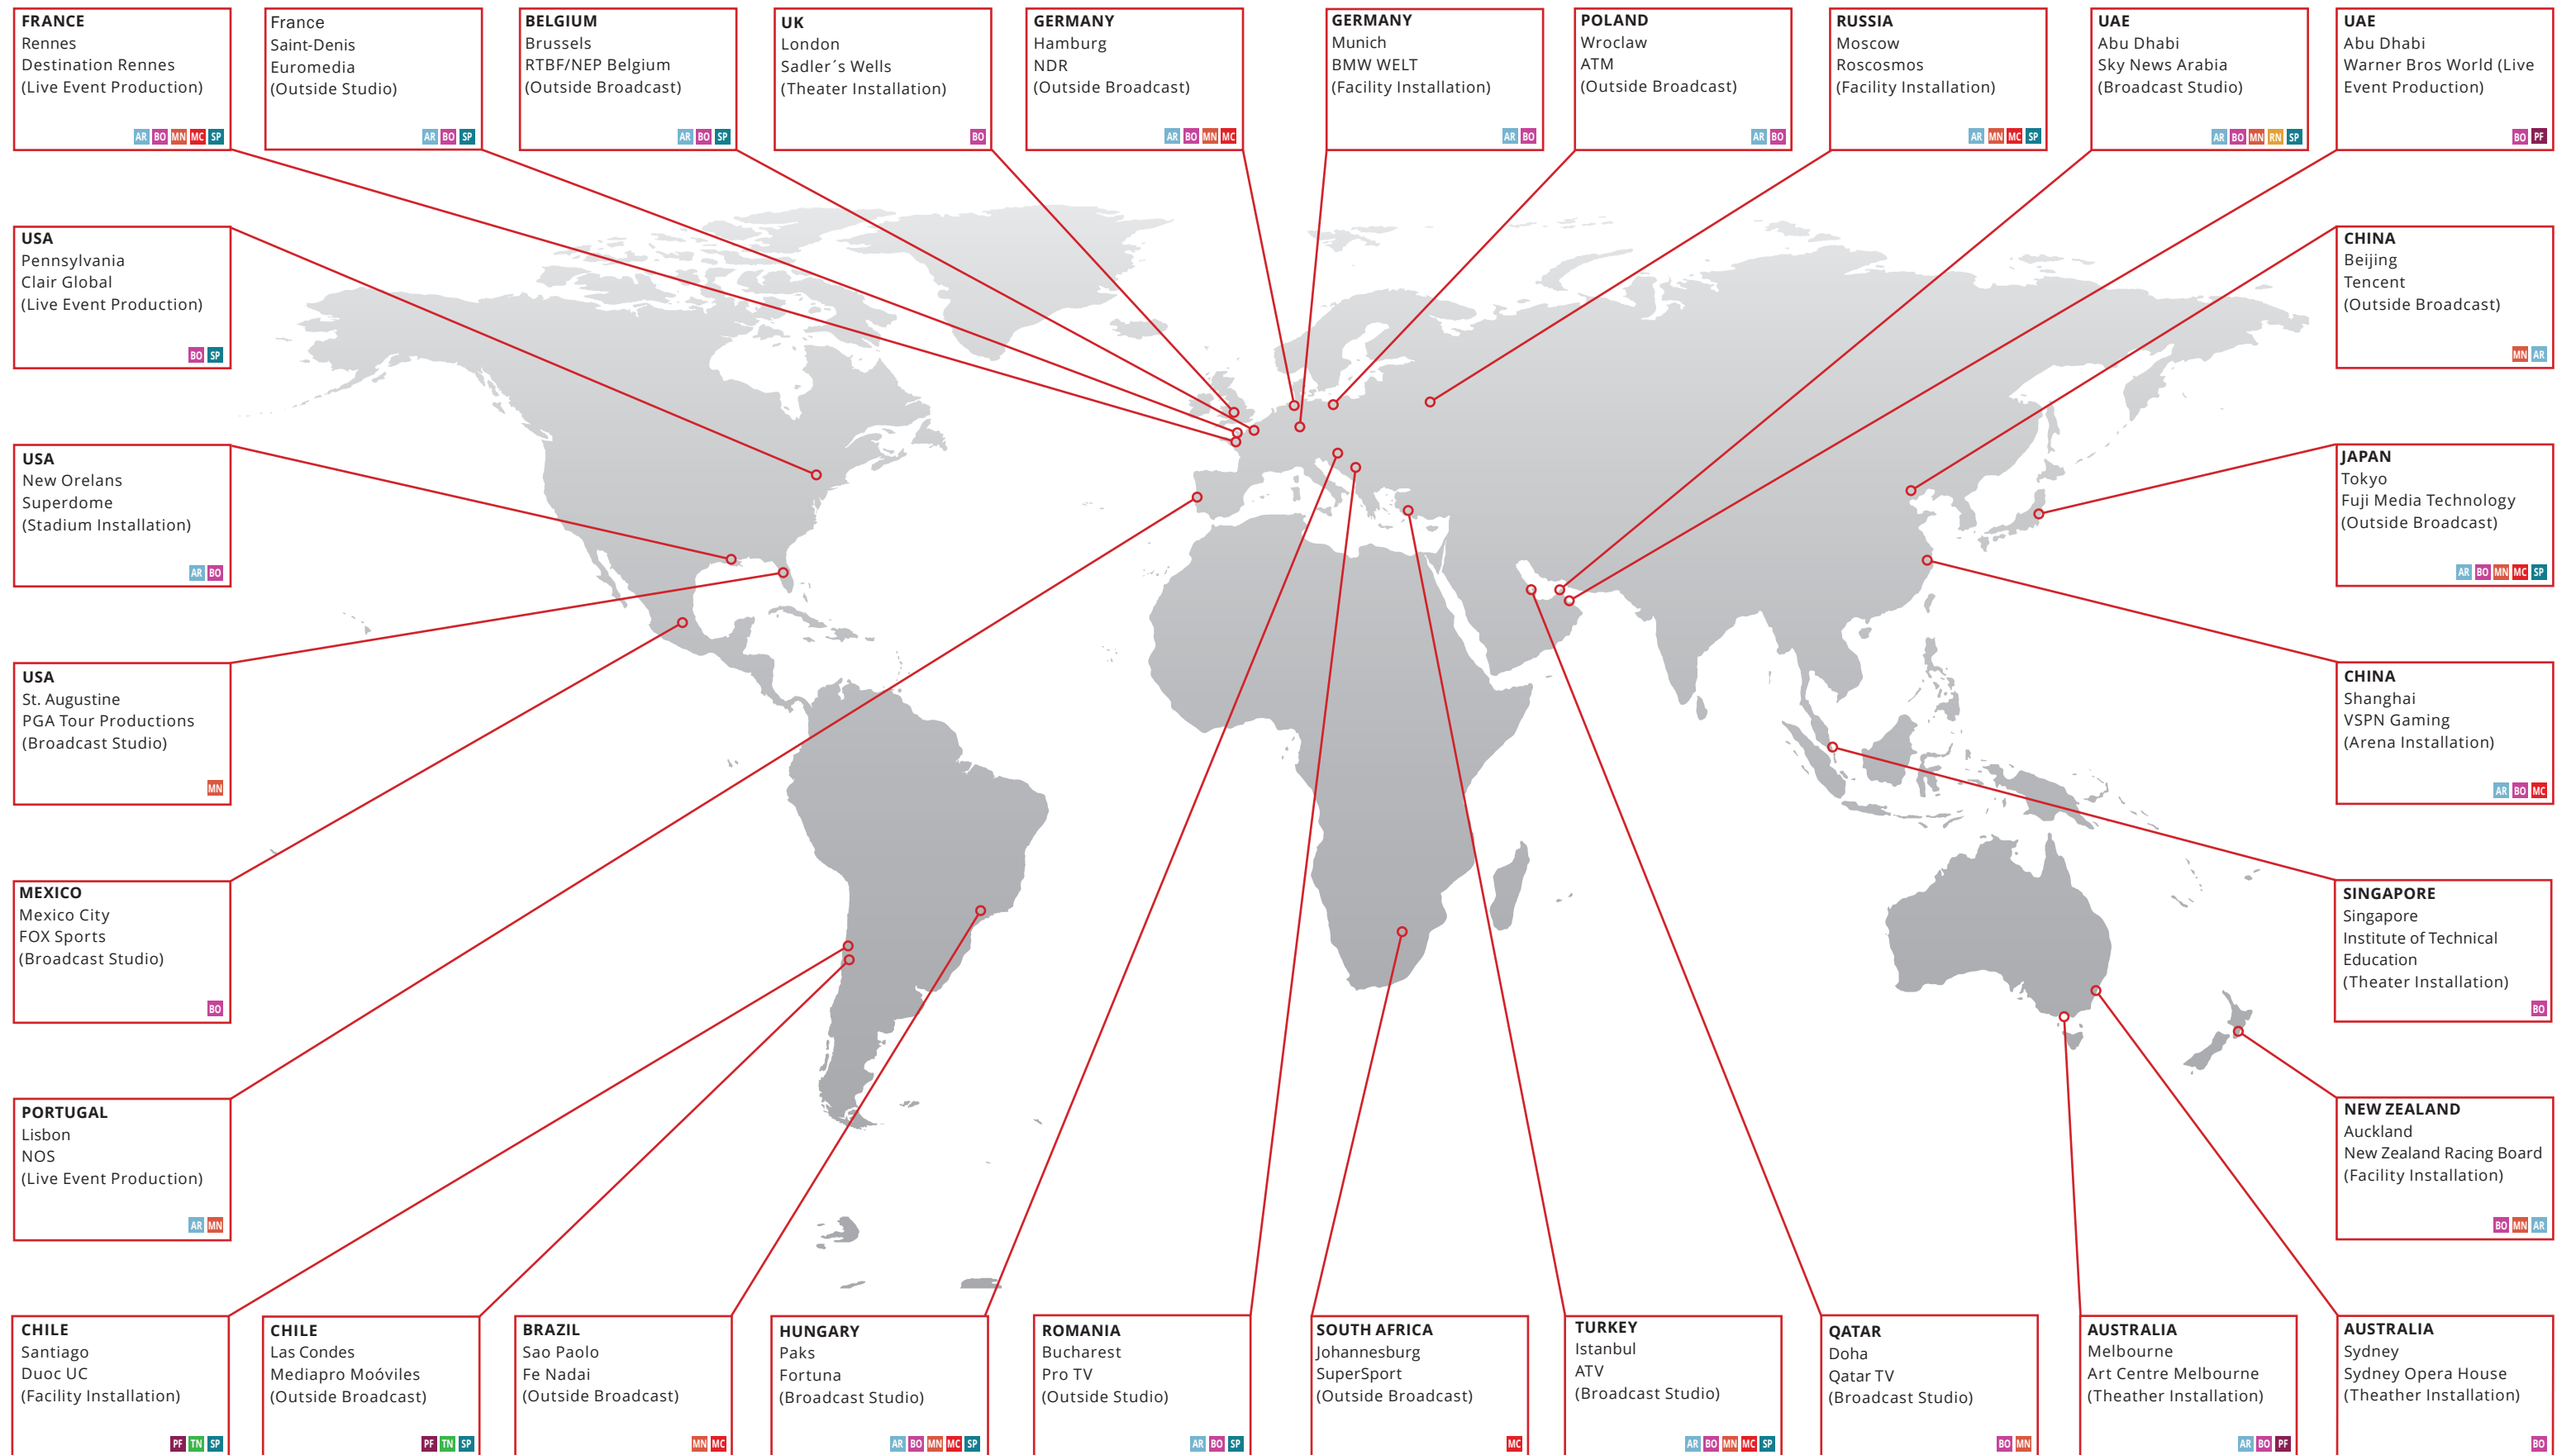 FRANCE
Rennes
Destination Rennes
(Live Event Production)
AR BO MN MC SP
France
Saint-Denis
Euromedia
(Outside Studio)
AR BO SP
BELGIUM
Brussels
RTBF/NEP Belgium
(Outside Broadcast)
AR BO SP
UK
London
Sadler´s Wells
(Theater Installation)
BO
GERMANY
Hamburg
NDR
(Outside Broadcast)
AR BO MN MC
GERMANY
Munich
BMW WELT
(Facility Installation)
AR BO
POLAND
Wroclaw
ATM
(Outside Broadcast)
AR BO
RUSSIA
Moscow
Roscosmos
(Facility Installation)
AR MN MC SP
UAE
Abu Dhabi
Sky News Arabia
(Broadcast Studio)
AR BO MN RN SP
UAE
Abu Dhabi
Warner Bros World (Live
Event Production)
BO PF
USA
Pennsylvania
Clair Global
(Live Event Production)
BO SP
CHINA
Beijing
Tencent
(Outside Broadcast)
MN AR
USA
New Orelans
Superdome
(Stadium Installation)
AR BO
JAPAN
Tokyo
Fuji Media Technology
(Outside Broadcast)
AR BO MN MC SP
USA
St. Augustine
PGA Tour Productions
(Broadcast Studio)
MN
CHINA
Shanghai
VSPN Gaming
(Arena Installation)
AR BO MC
MEXICO
Mexico City
FOX Sports
(Broadcast Studio)
BO
SINGAPORE
Singapore
Institute of Technical
Education
(Theater Installation)
BO
PORTUGAL
Lisbon
NOS
(Live Event Production)
AR MN
NEW ZEALAND
Auckland
New Zealand Racing Board
(Facility Installation)
BO MN AR
CHILE
Santiago
Duoc UC
(Facility Installation)
PF TN SP
CHILE
Las Condes
Mediapro Moóviles
(Outside Broadcast)
PF TN SP
BRAZIL
Sao Paolo
Fe Nadai
(Outside Broadcast)
MN MC
HUNGARY
Paks
Fortuna
(Broadcast Studio)
AR BO MN MC SP
ROMANIA
Bucharest
Pro TV
(Outside Studio)
AR BO SP
SOUTH AFRICA
Johannesburg
SuperSport
(Outside Broadcast)
MC
TURKEY
Istanbul
ATV
(Broadcast Studio)
AR BO MN MC SP
QATAR
Doha
Qatar TV
(Broadcast Studio)
BO MN
AUSTRALIA
Melbourne
Art Centre Melbourne
(Theather Installation)
AR BO PF
AUSTRALIA
Sydney
Sydney Opera House
(Theather Installation)
BO